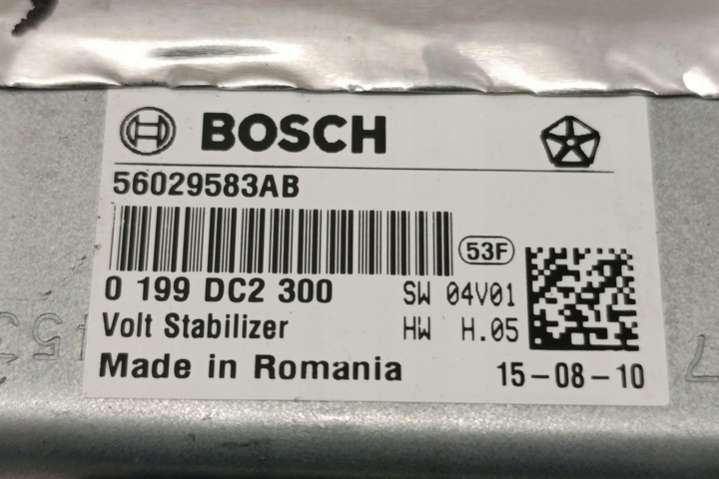 BOSCH
56029583AB
53F
0 199 DC2 300 SW 04V01
Volt Stabilizer HW H.05
Made in Romania 15-08-10